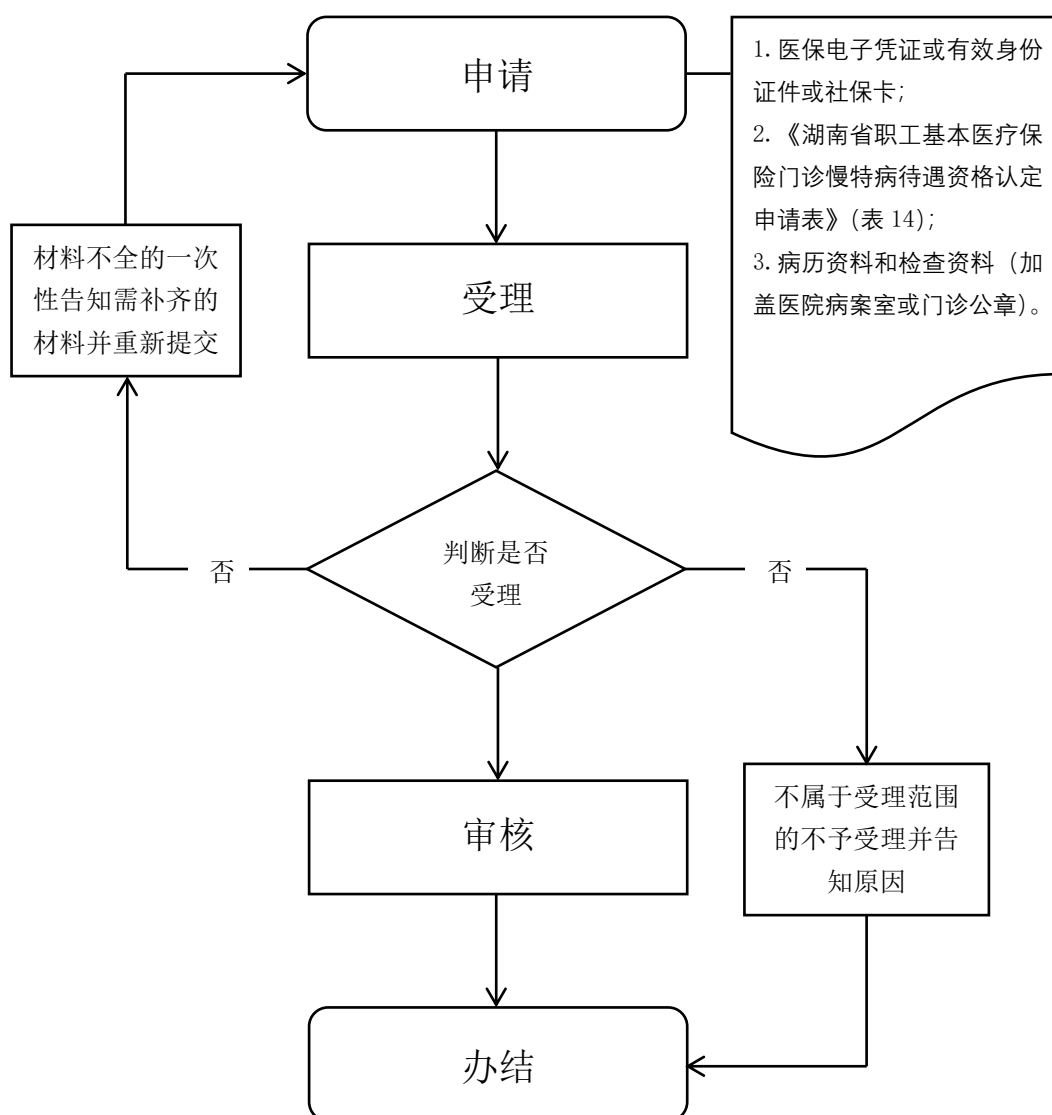 申请
1. 医保电子凭证或有效身份
证件或社保卡；
2. 《湖南省职工基本医疗保
险门诊慢特病待遇资格认定
申请表》（表 14）；
3. 病历资料和检查资料（加
盖医院病案室或门诊公章）。
材料不全的一次
性告知需补齐的
材料并重新提交
受理
判断是否
受理
否
否
审核
不属于受理范围
的不予受理并告
知原因
办结